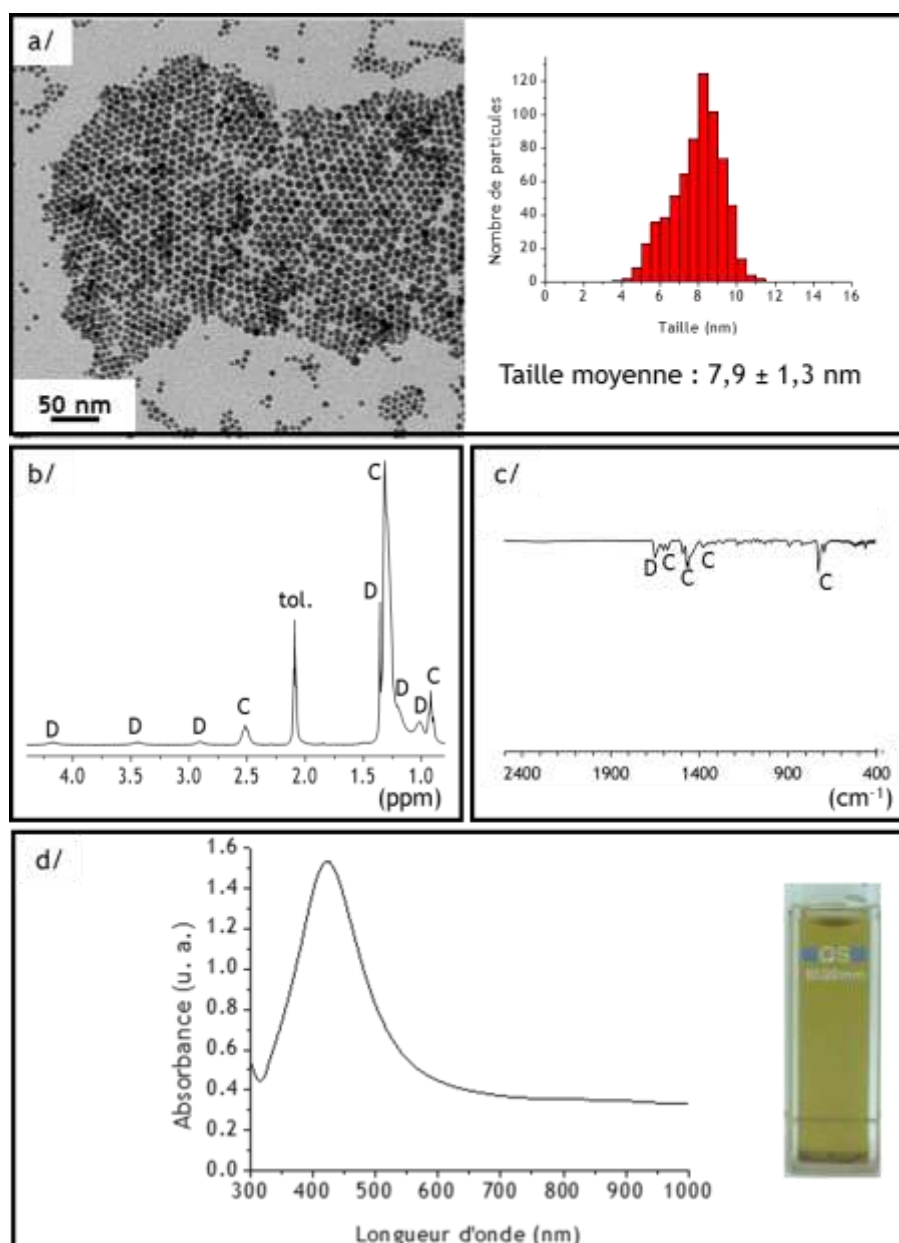 a/
50 nm
Nombre de particules
120
100
80
60
40
20
0
0 2 4 6 8 10 12 14 16
Taille (nm)
Taille moyenne : 7,9 ± 1,3 nm
b/
C
D
tol.
D D D C D D C
4.0 3.5 3.0 2.5 2.0 1.5 1.0
(ppm)
c/
D C C C C
2400 1900 1400 900 400
(cm⁻¹)
d/
Absorbance (u. a.)
1.6
1.4
1.2
1.0
0.8
0.6
0.4
0.2
0.0
300 400 500 600 700 800 900 1000
Longueur d'onde (nm)
QS